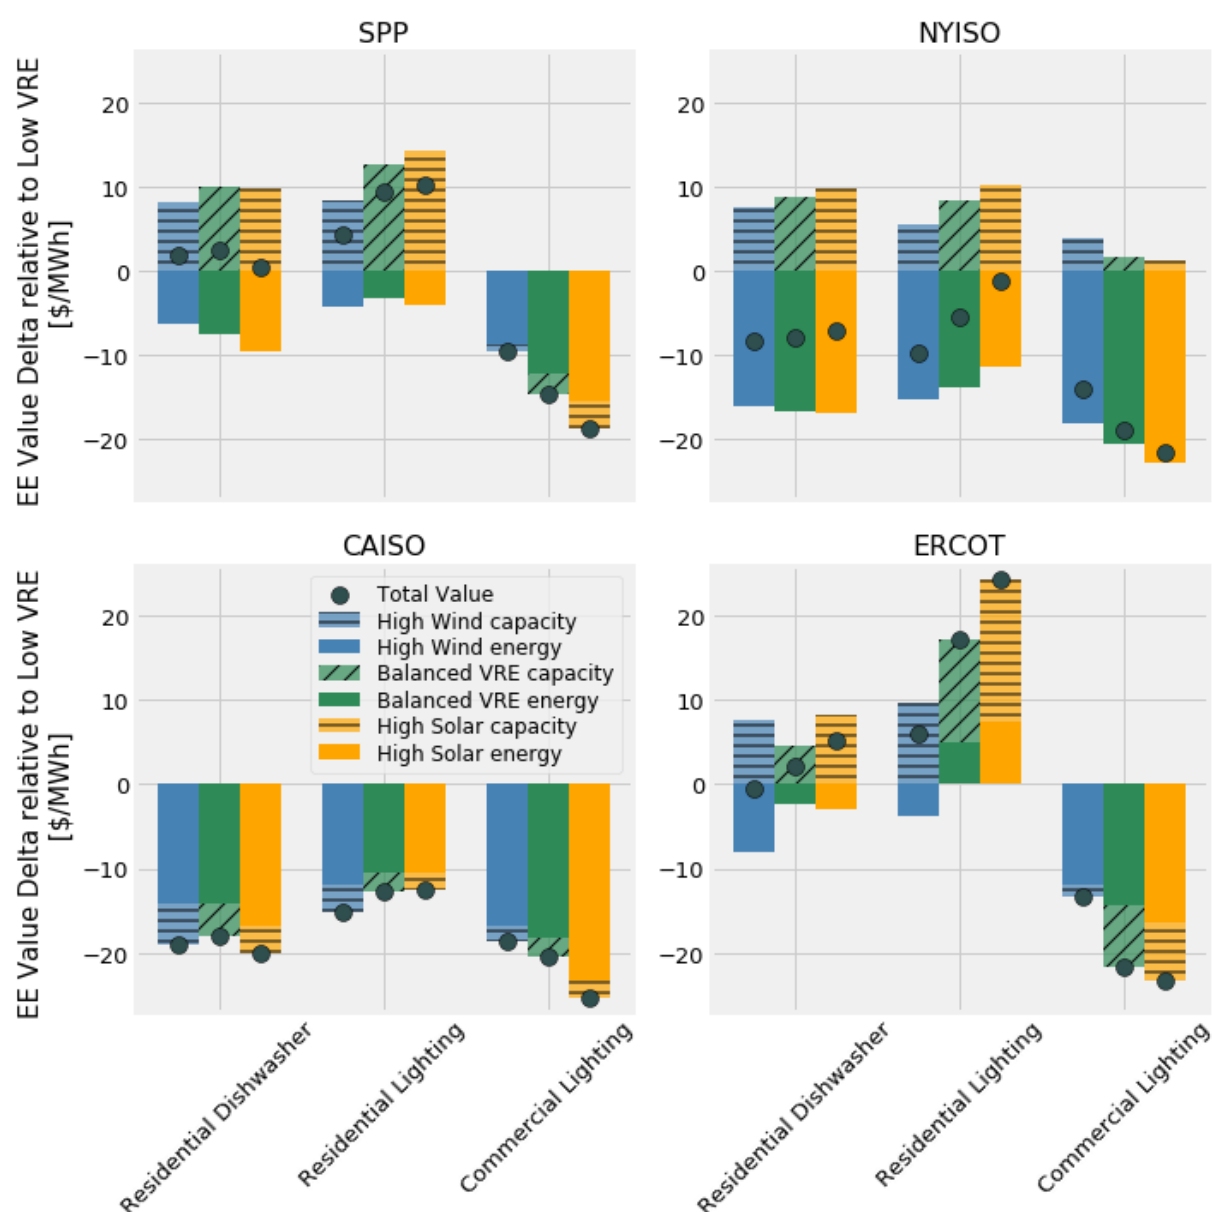 SPP
NYISO
EE Value Delta relative to Low VRE
[$/MWh]
20
10
0
−10
−20
20
10
0
−10
−20
CAISO
ERCOT
EE Value Delta relative to Low VRE
[$/MWh]
20
10
0
−10
−20
Total Value
High Wind capacity
High Wind energy
Balanced VRE capacity
Balanced VRE energy
High Solar capacity
High Solar energy
20
10
0
−10
−20
Residential Dishwasher
Residential Lighting
Commercial Lighting
Residential Dishwasher
Residential Lighting
Commercial Lighting